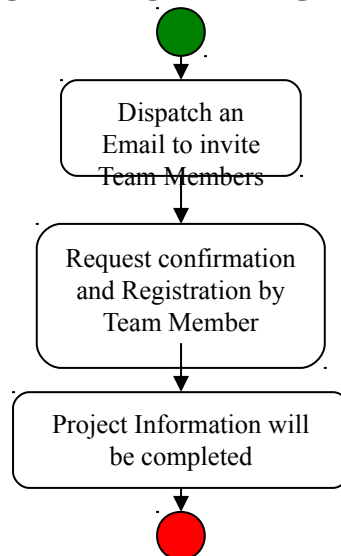 Dispatch an
Email to invite
Team Members
Request confirmation
and Registration by
Team Member
Project Information will
be completed